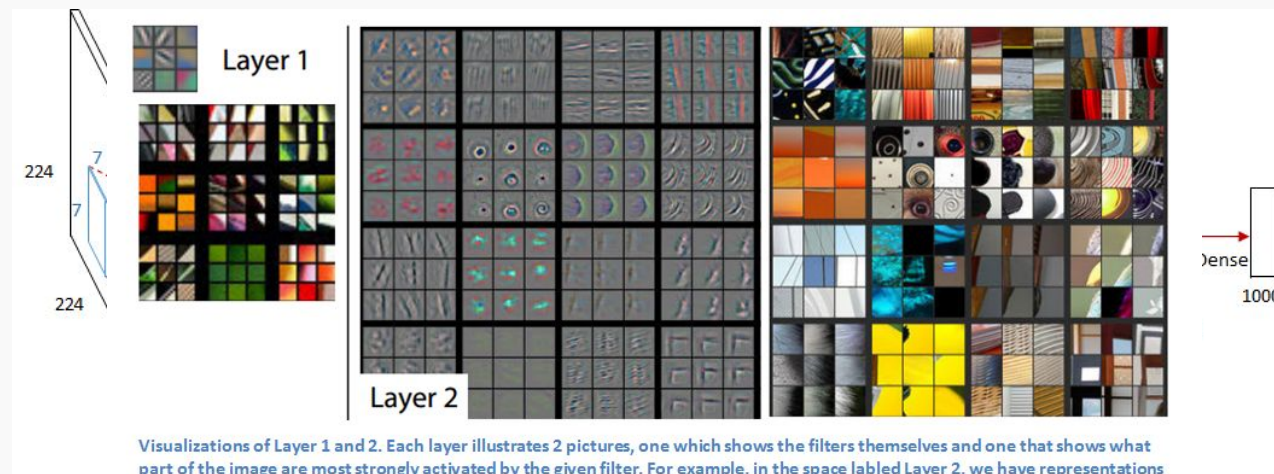 Layer 1
7
224
7
224
Dense
1000
Layer 2
Visualizations of Layer 1 and 2. Each layer illustrates 2 pictures, one which shows the filters themselves and one that shows what
part of the image are most strongly activated by the given filter. For example, in the space labled Layer 2, we have representations